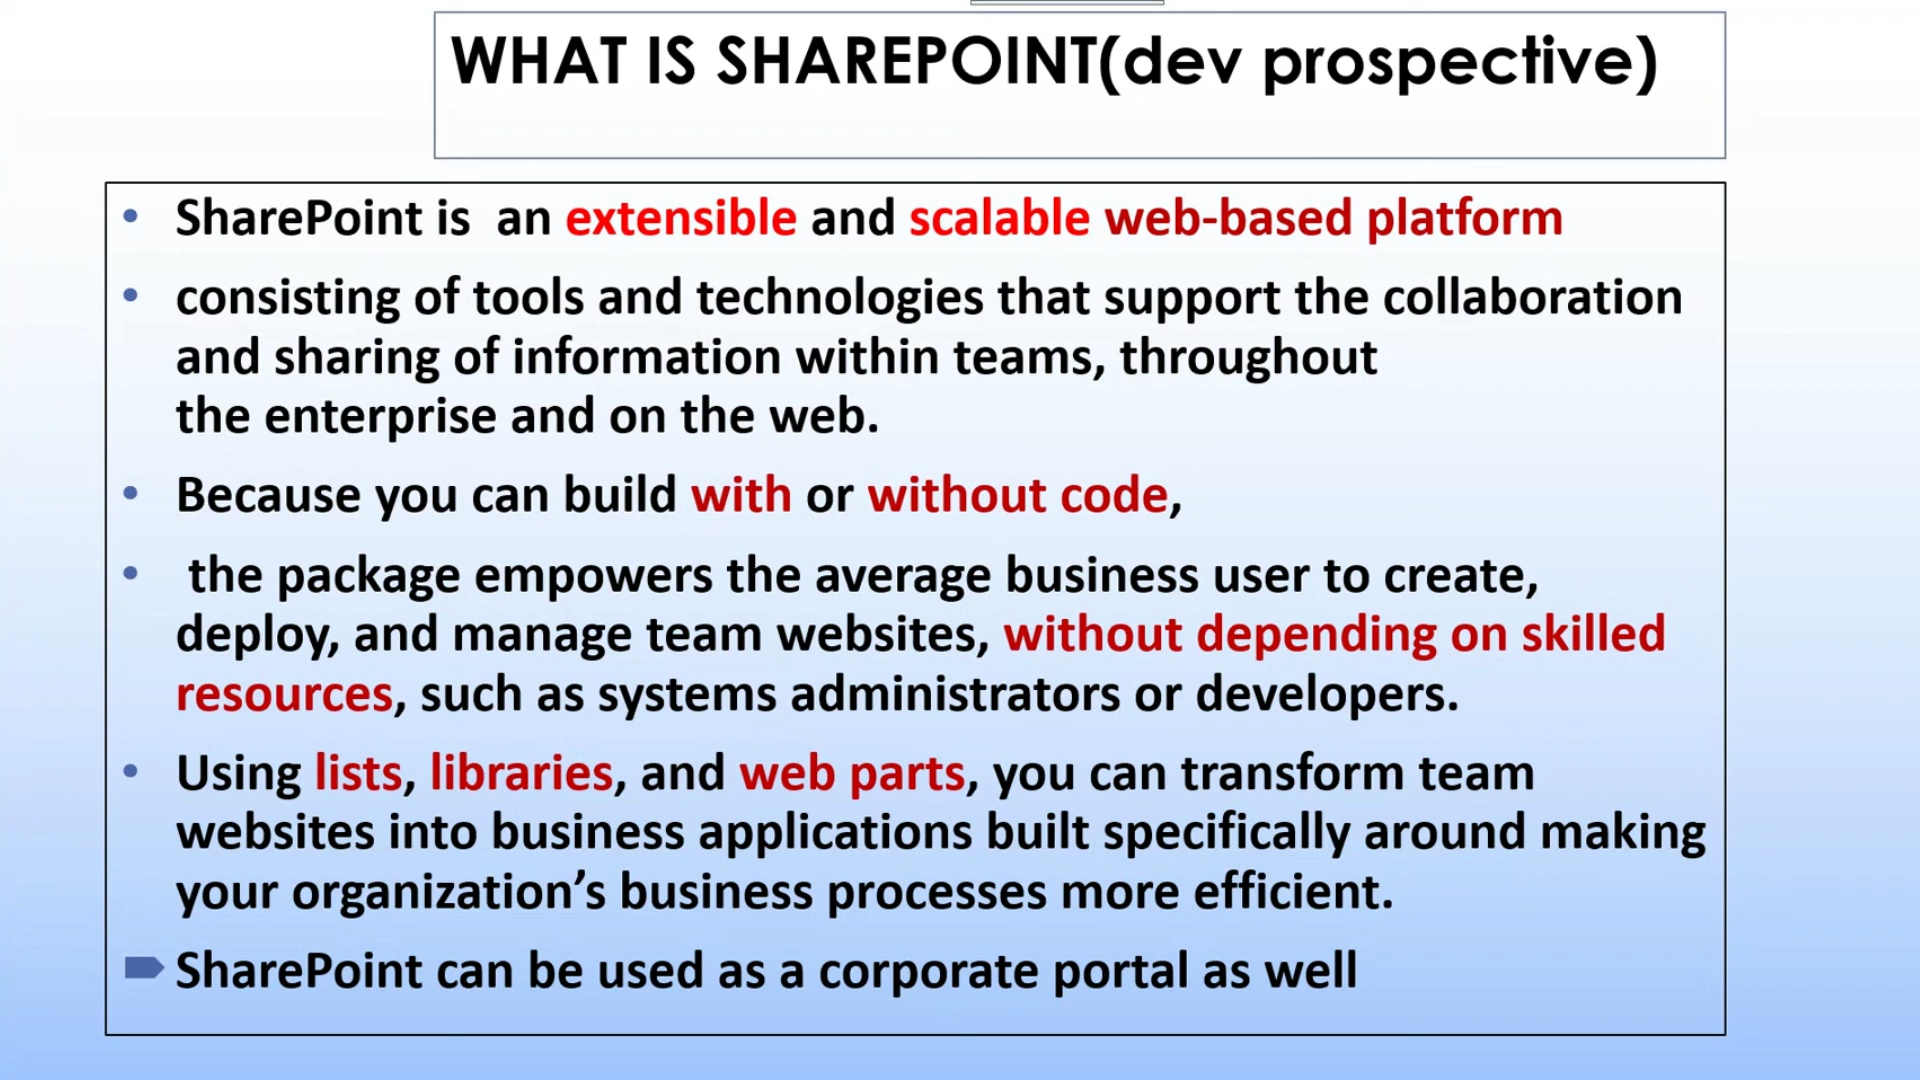 WHAT IS SHAREPOINT(dev prospective)
• SharePoint is  an extensible and scalable web-based platform
• consisting of tools and technologies that support the collaboration
and sharing of information within teams, throughout
the enterprise and on the web.
• Because you can build with or without code,
•  the package empowers the average business user to create,
deploy, and manage team websites, without depending on skilled
resources, such as systems administrators or developers.
• Using lists, libraries, and web parts, you can transform team
websites into business applications built specifically around making
your organization’s business processes more efficient.
SharePoint can be used as a corporate portal as well